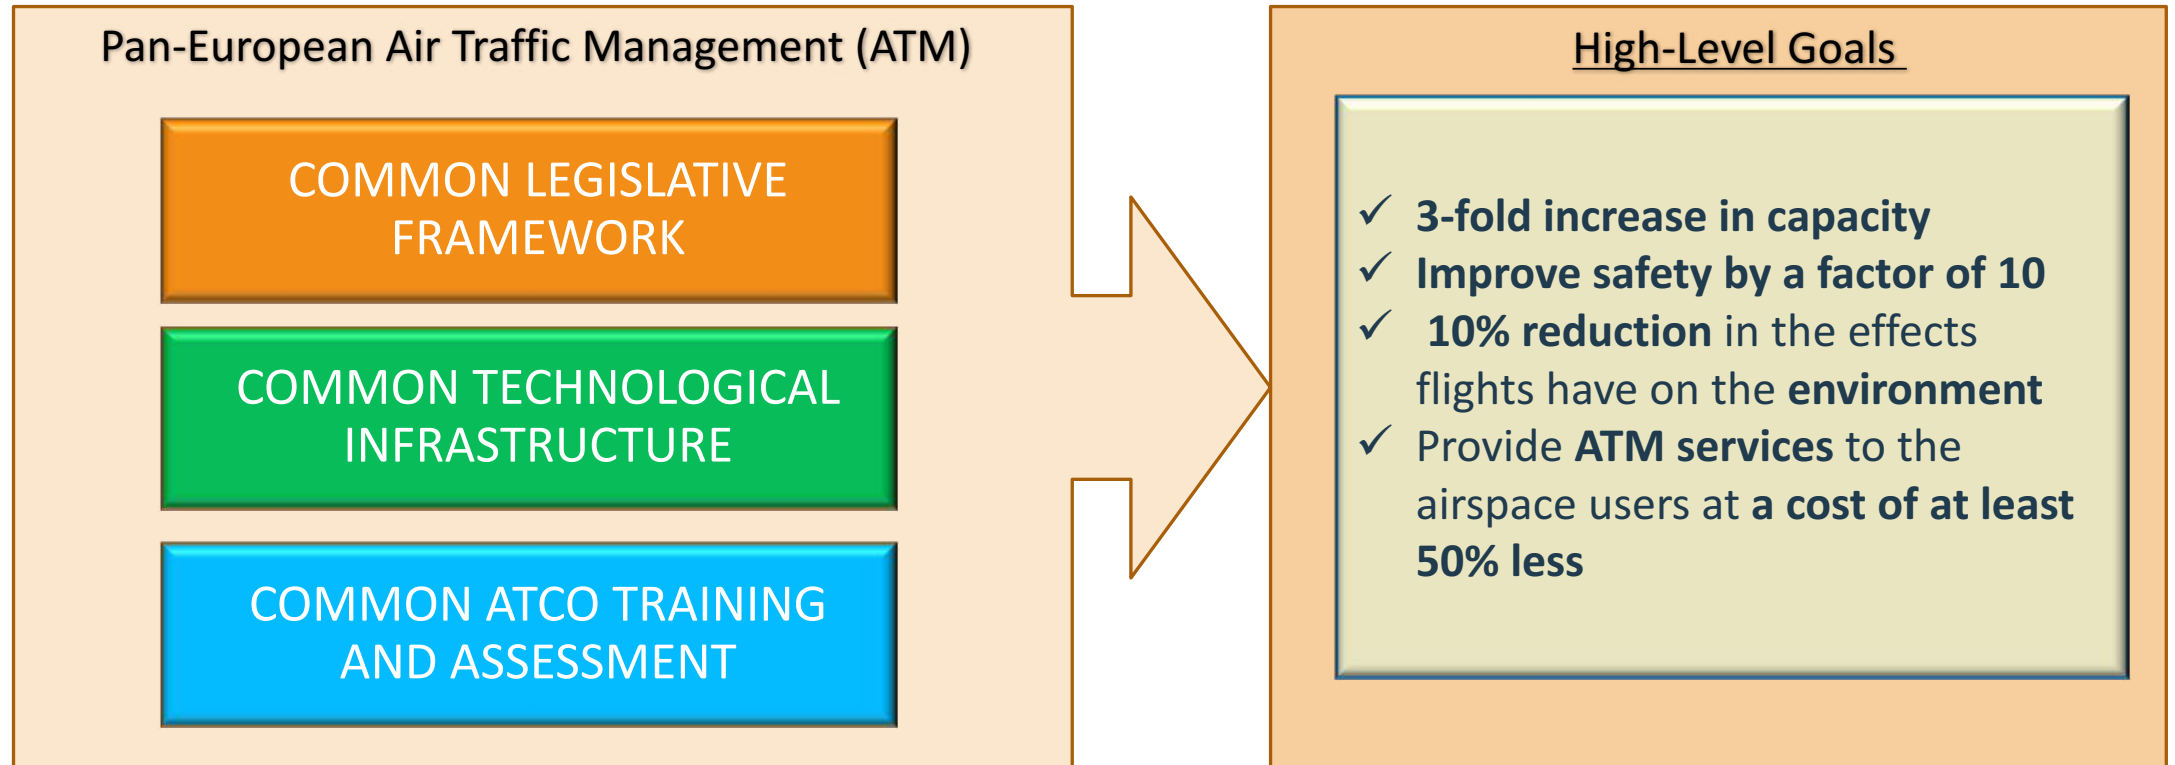 Pan-European Air Traffic Management (ATM)
COMMON LEGISLATIVE
FRAMEWORK
COMMON TECHNOLOGICAL
INFRASTRUCTURE
COMMON ATCO TRAINING
AND ASSESSMENT
High-Level Goals
✓ 3-fold increase in capacity
✓ Improve safety by a factor of 10
✓ 10% reduction in the effects
flights have on the environment
✓ Provide ATM services to the
airspace users at a cost of at least
50% less